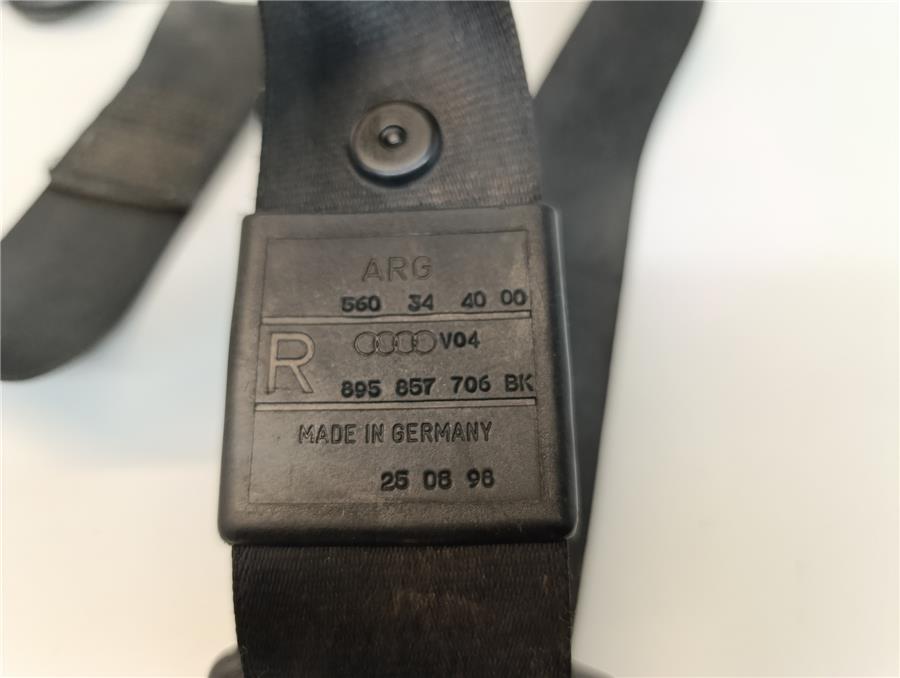 ARG
560 34 40 00
R
V04
895 857 706 BK
MADE IN GERMANY
25 08 98